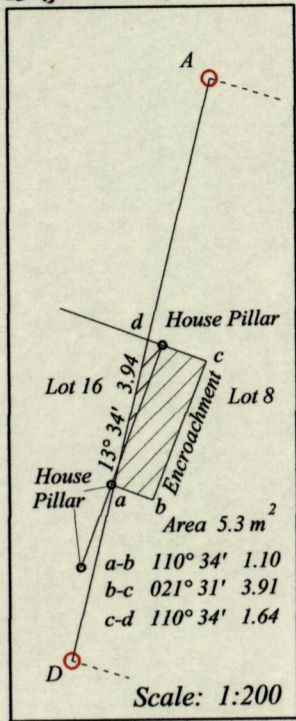 A
d House Pillar
c
13° 34' 3.94
Lot 16
Lot 8
Encroachment
House
Pillar
a
b
Area 5.3 m²
a-b 110° 34' 1.10
b-c 021° 31' 3.91
c-d 110° 34' 1.64
D
Scale: 1:200